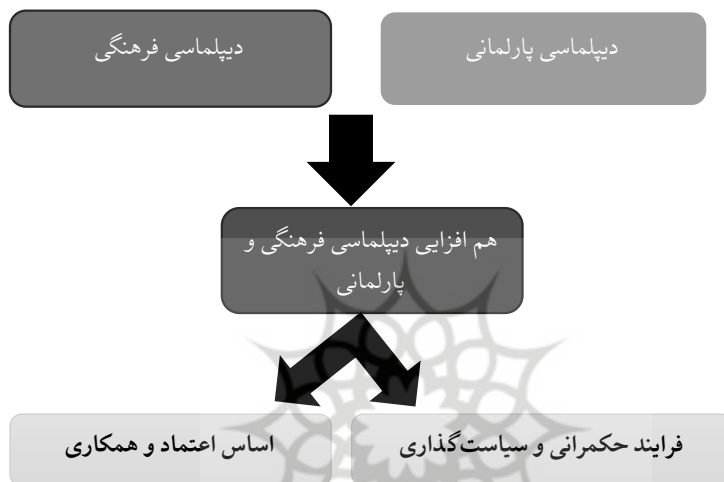 دیپلماسی پارلمانی
دیپلماسی فرهنگی
هم افزایی دیپلماسی فرهنگی و
پارلمانی
فرایند حکمرانی و سیاست‌گذاری
اساس اعتماد و همکاری